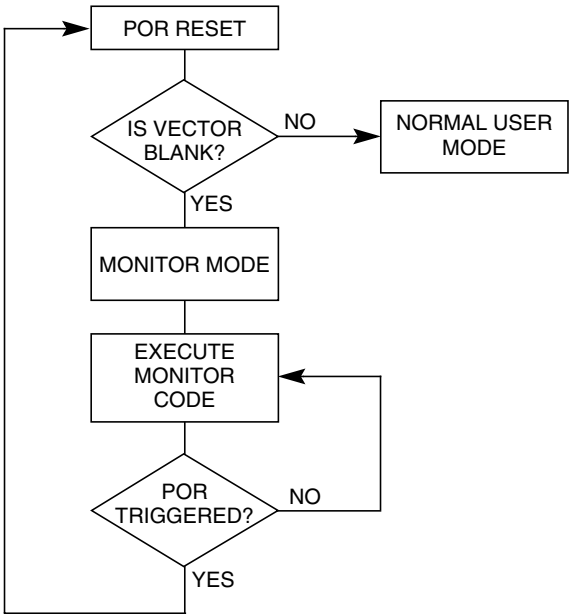 POR RESET
IS VECTOR
BLANK?
NO
NORMAL USER
MODE
YES
MONITOR MODE
EXECUTE
MONITOR
CODE
POR
TRIGGERED?
NO
YES